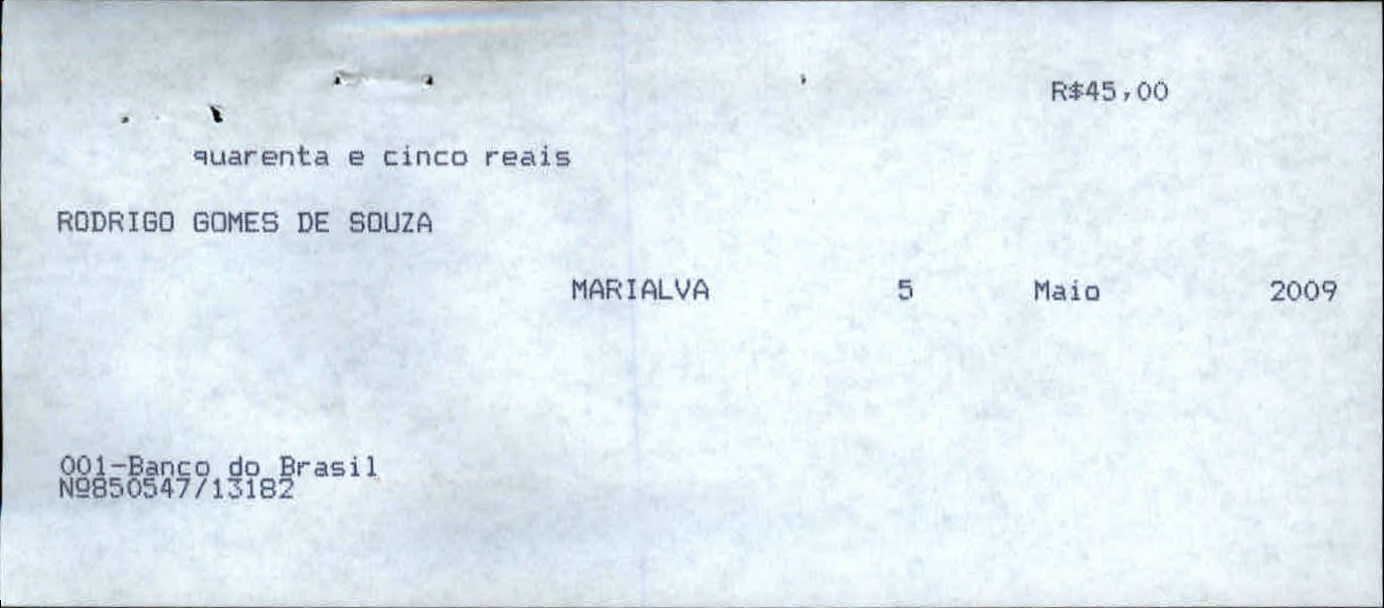 R$45,00
quarenta e cinco reais
RODRIGO GOMES DE SOUZA
MARIALVA 5 Maio 2009
001-Banco do Brasil
Nº850547/13182